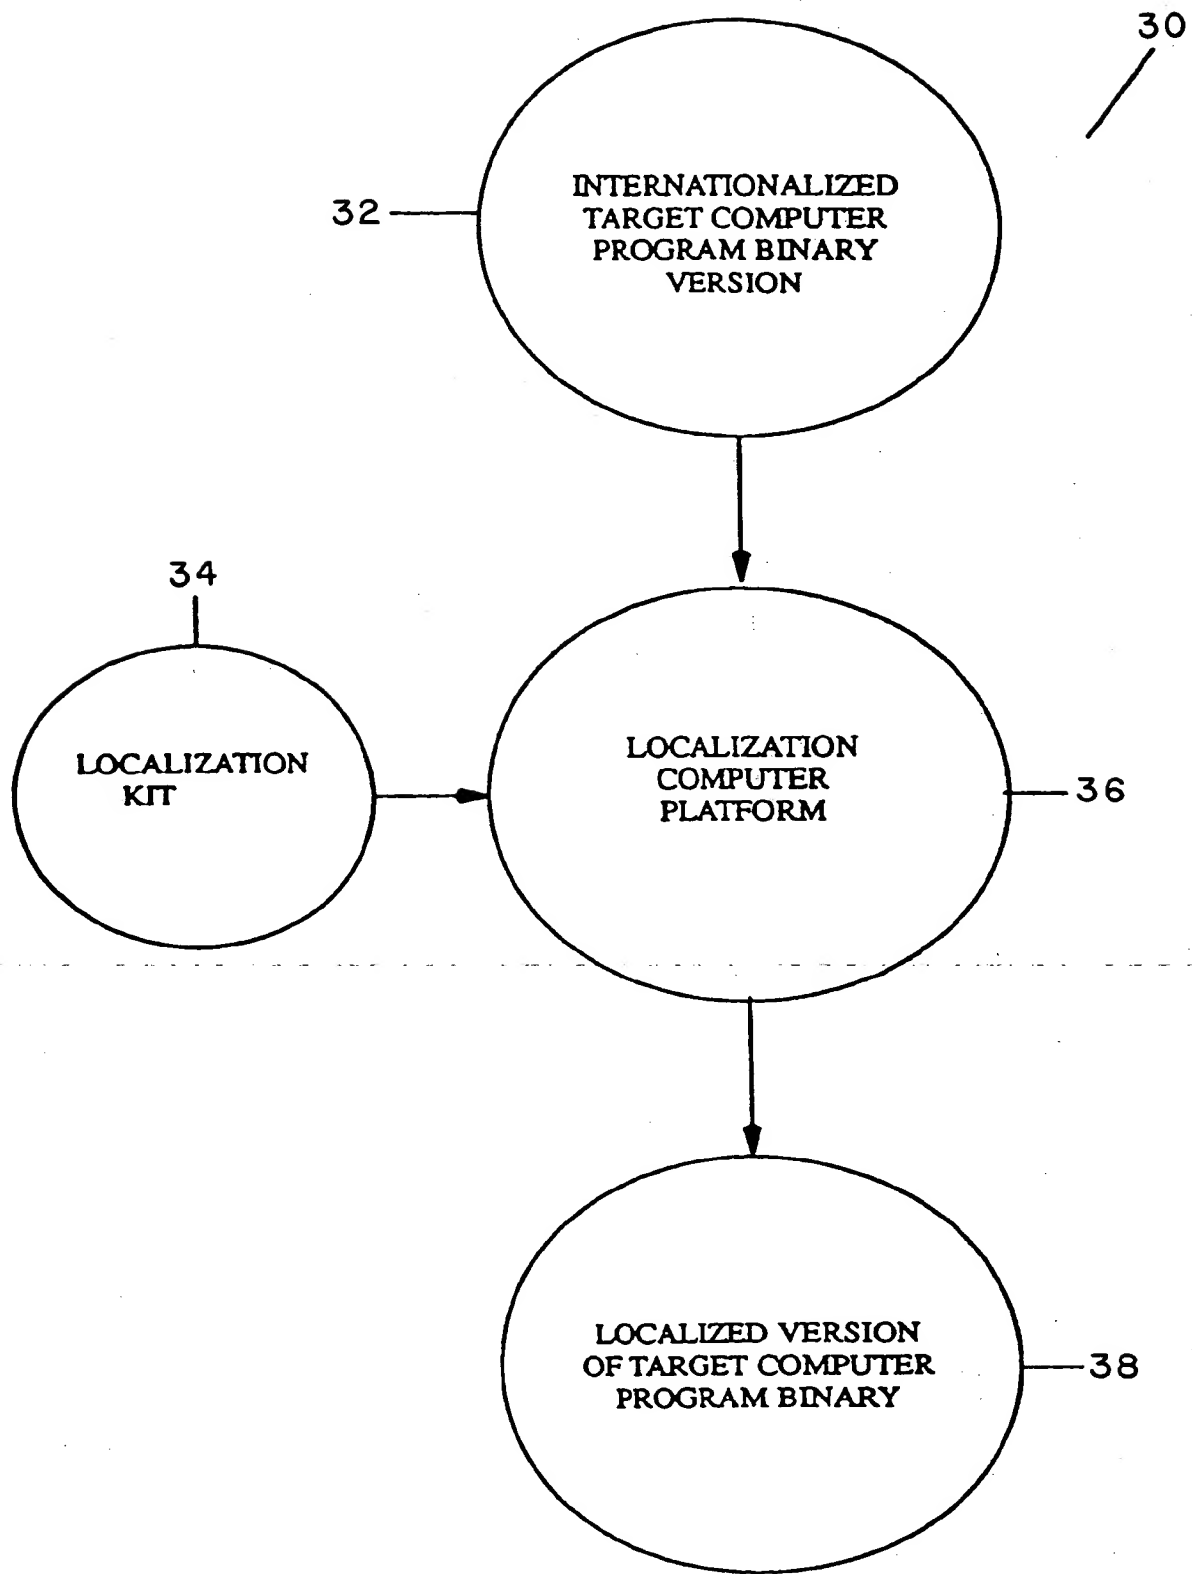 30
32
INTERNATIONALIZED
TARGET COMPUTER
PROGRAM BINARY
VERSION
34
LOCALIZATION
KIT
LOCALIZATION
COMPUTER
PLATFORM
36
LOCALIZED VERSION
OF TARGET COMPUTER
PROGRAM BINARY
38